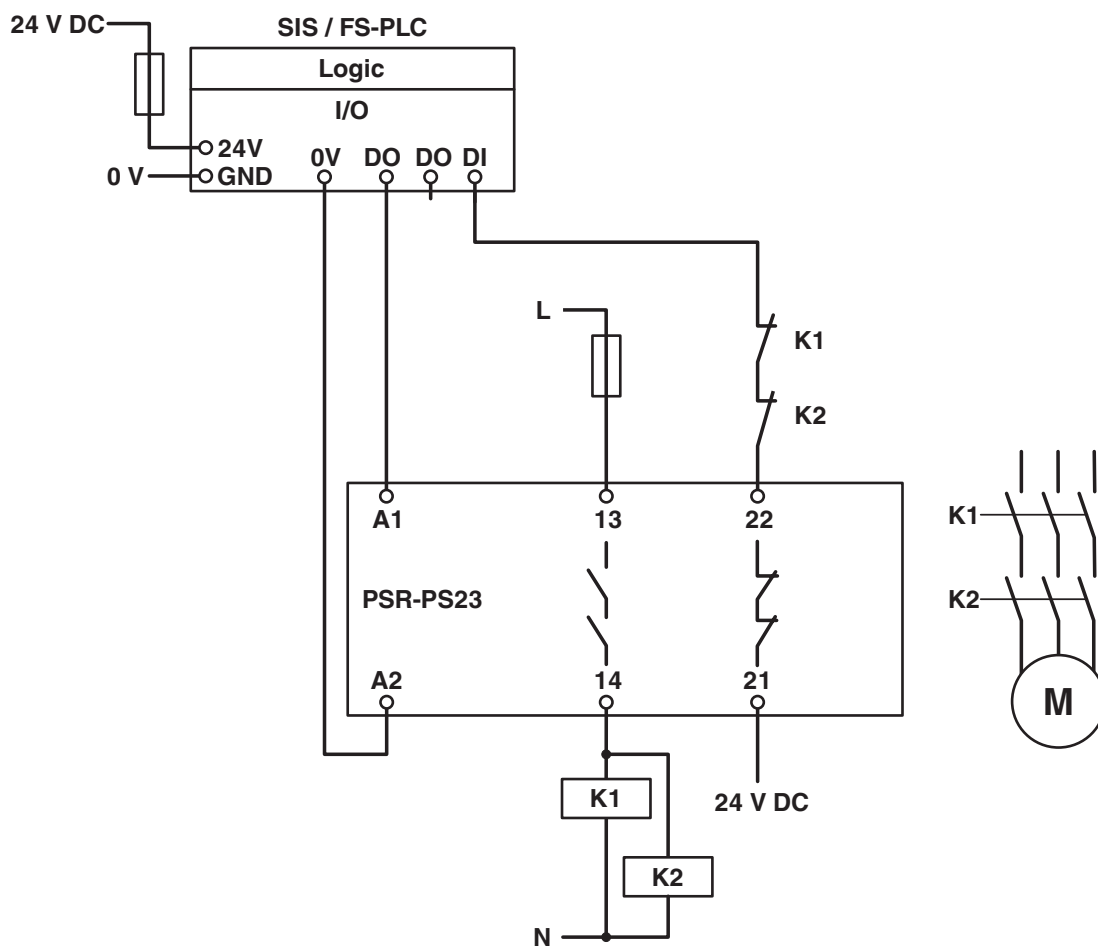 24 V DC
SIS / FS-PLC
Logic
I/O
24V
0V DO DO DI
0 V
GND
L
K1
K2
A1 13 22
K1
PSR-PS23
K2
A2 14 21
M
K1
24 V DC
K2
N